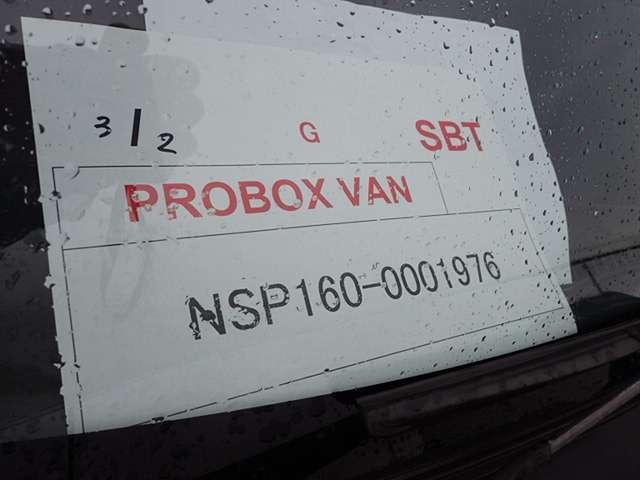 3/2 G SBT
PROBOX VAN
NSP160-0001976